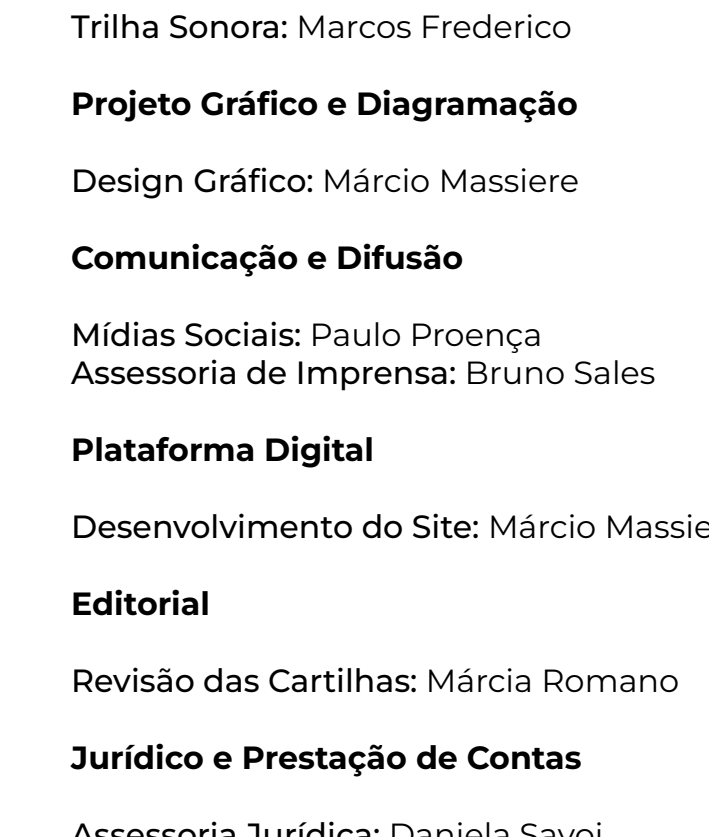 Trilha Sonora: Marcos Frederico
Projeto Gráfico e Diagramação
Design Gráfico: Márcio Massiere
Comunicação e Difusão
Mídias Sociais: Paulo Proença
Assessoria de Imprensa: Bruno Sales
Plataforma Digital
Desenvolvimento do Site: Márcio
Editorial
Revisão das Cartilhas: Márcia Romano
Jurídico e Prestação de Contas
Assessoria Jurídica: Daniela